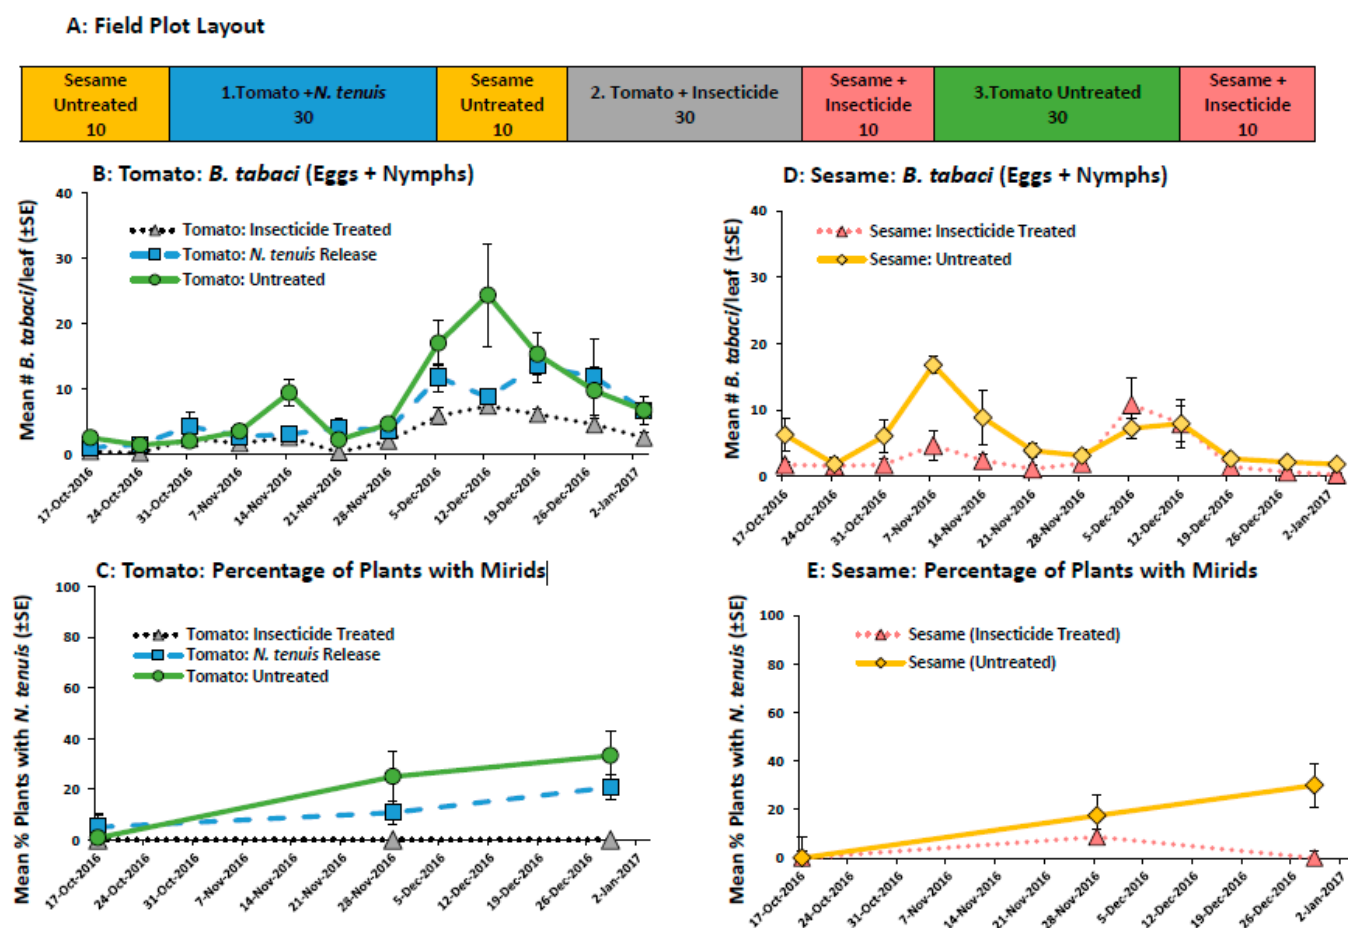 A: Field Plot Layout
Sesame
Untreated
10
1.Tomato +N. tenuis
30
Sesame
Untreated
10
2. Tomato + Insecticide
30
Sesame +
Insecticide
10
3.Tomato Untreated
30
Sesame +
Insecticide
10
B: Tomato: B. tabaci (Eggs + Nymphs)
Mean # B. tabaci/leaf (±SE)
40
30
20
10
0
Tomato: Insecticide Treated
Tomato: N. tenuis Release
Tomato: Untreated
17-Oct-2016
24-Oct-2016
31-Oct-2016
7-Nov-2016
14-Nov-2016
21-Nov-2016
28-Nov-2016
5-Dec-2016
12-Dec-2016
19-Dec-2016
26-Dec-2016
2-Jan-2017
D: Sesame: B. tabaci (Eggs + Nymphs)
Mean # B. tabaci/leaf (±SE)
40
30
20
10
0
Sesame: Insecticide Treated
Sesame: Untreated
17-Oct-2016
24-Oct-2016
31-Oct-2016
7-Nov-2016
14-Nov-2016
21-Nov-2016
28-Nov-2016
5-Dec-2016
12-Dec-2016
19-Dec-2016
26-Dec-2016
2-Jan-2017
C: Tomato: Percentage of Plants with Mirids
Mean % Plants with N. tenuis (±SE)
100
80
60
40
20
0
Tomato: Insecticide Treated
Tomato: N. tenuis Release
Tomato: Untreated
17-Oct-2016
24-Oct-2016
31-Oct-2016
7-Nov-2016
14-Nov-2016
21-Nov-2016
28-Nov-2016
5-Dec-2016
12-Dec-2016
19-Dec-2016
26-Dec-2016
2-Jan-2017
E: Sesame: Percentage of Plants with Mirids
Mean % Plants with N. tenuis (±SE)
100
80
60
40
20
0
Sesame (Insecticide Treated)
Sesame (Untreated)
17-Oct-2016
24-Oct-2016
31-Oct-2016
7-Nov-2016
14-Nov-2016
21-Nov-2016
28-Nov-2016
5-Dec-2016
12-Dec-2016
19-Dec-2016
26-Dec-2016
2-Jan-2017